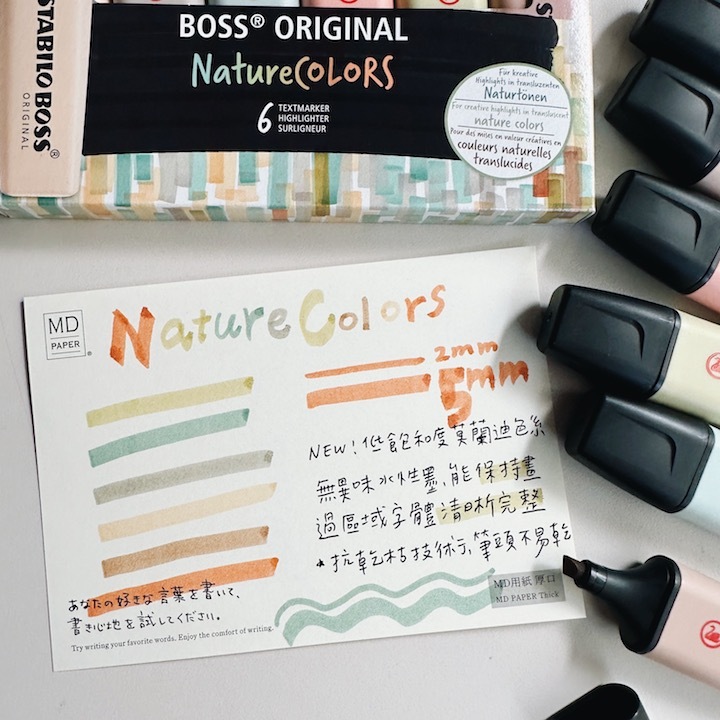 STABILO BOSS®
ORIGINAL
BOSS® ORIGINAL
NATURECOLORS
6 TEXTMARKER
HIGHLIGHTER
SURLIGNEUR
Für kreative
Highlights in transluzenten
Naturtönen
For creative highlights in translucent
nature colors
Pour des mises en valeur créatives en
couleurs naturelles
translucides
MD
PAPER®
Nature Colors
2mm
5mm
NEW! 低飽和度莫蘭迪色系
無異味水性墨,能保持畫
過區域字體清晰完整
*抗乾枯技術,筆頭不易乾
あなたの好きな言葉を書いて、
書き心地を試してください。
Try writing your favorite words. Enjoy the comfort of writing.
MD用紙 厚口
MD PAPER Thick